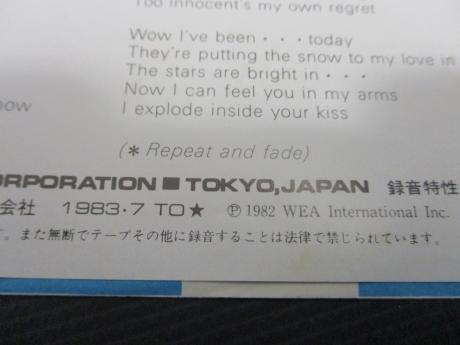 Too innocent's my own regret
Wow I've been・・・today
They're putting the snow to my love in
The stars are bright in・・・
Now I can feel you in my arms
I explode inside your kiss
(* Repeat and fade)
CORPORATION ■ TOKYO,JAPAN 録音特性
会社 1983・7 TO★ Ⓟ1982 WEA International Inc.
す。また無断でテープその他に録音することは法律で禁じられています。